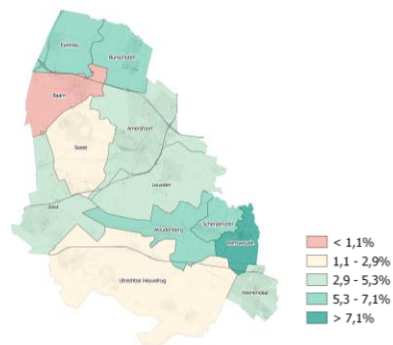 Eemnes
Bunschoten
Baarn
Amersfoort
Soest
Leusden
Zeist
Scherpenzeel
Woudenberg
Renswoude
Utrechtse Heuvelrug
Veenendaal
< 1,1%
1,1 - 2,9%
2,9 - 5,3%
5,3 - 7,1%
> 7,1%